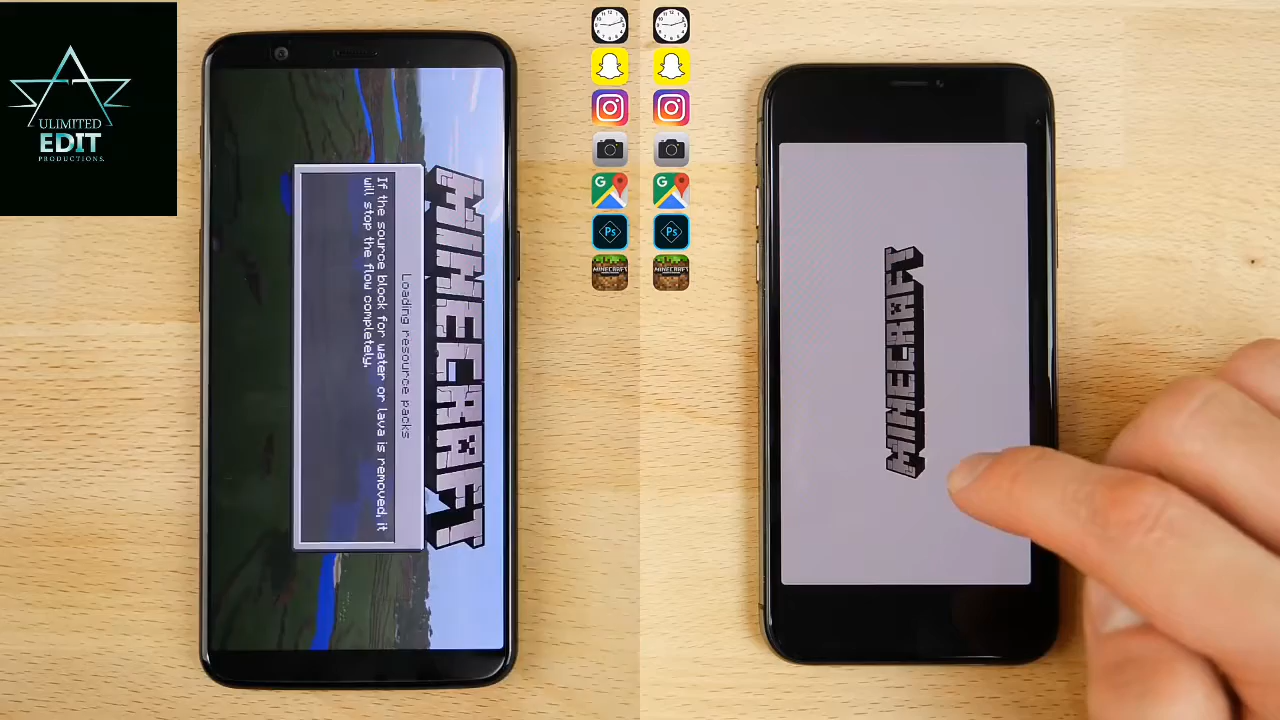 ULIMITED
EDIT
PRODUCTIONS.
MINECRAFT
Loading resource packs
If the source block for water or lava is removed, it
will stop the flow completely.
G
G
Ps
Ps
MINECRAFT
MINECRAFT
MINECRAFT